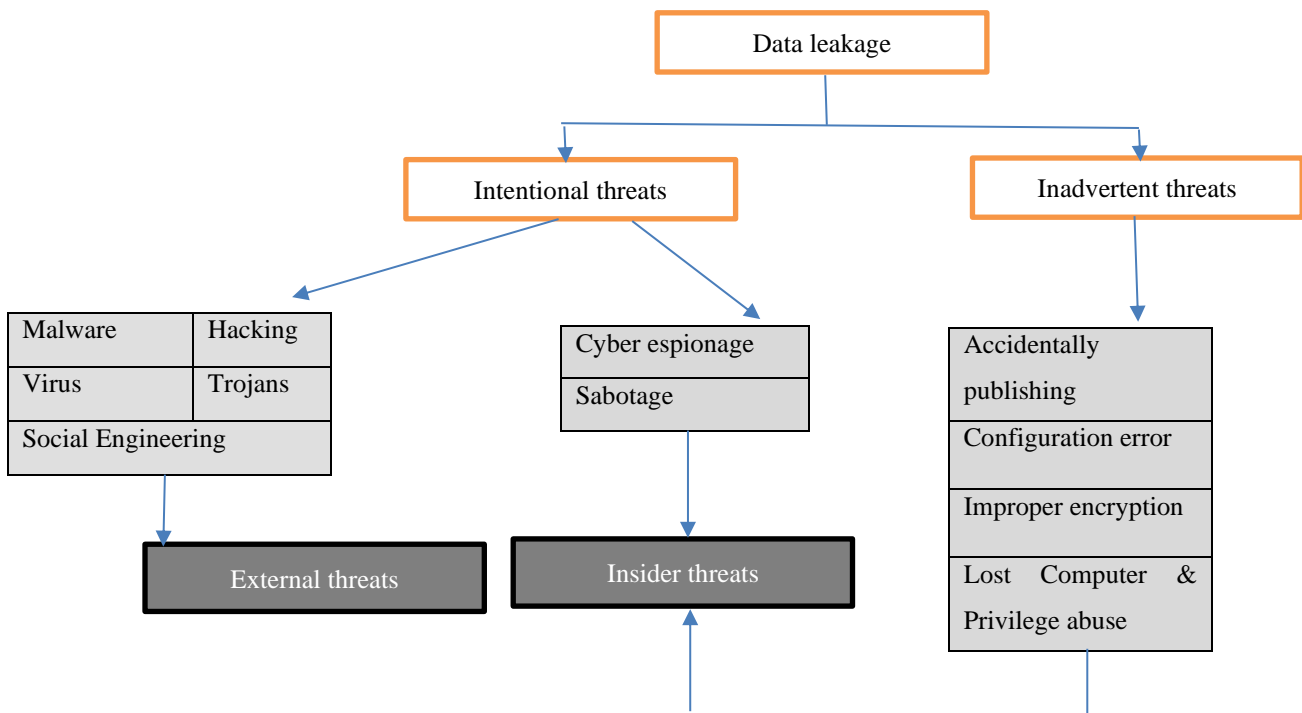 Data leakage
Intentional threats
Inadvertent threats
Malware
Hacking
Virus
Trojans
Social Engineering
Cyber espionage
Sabotage
Accidentally
publishing
Configuration error
Improper encryption
Lost Computer &
Privilege abuse
External threats
Insider threats